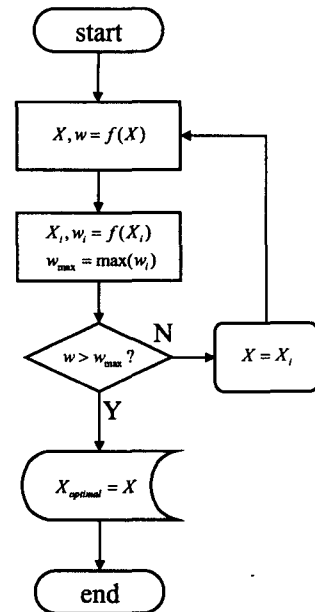 start
X, w = f(X)
X_i, w_i = f(X_i)
w_max = max(w_i)
w > w_max ?
N
X = X_i
Y
X_optimal = X
end